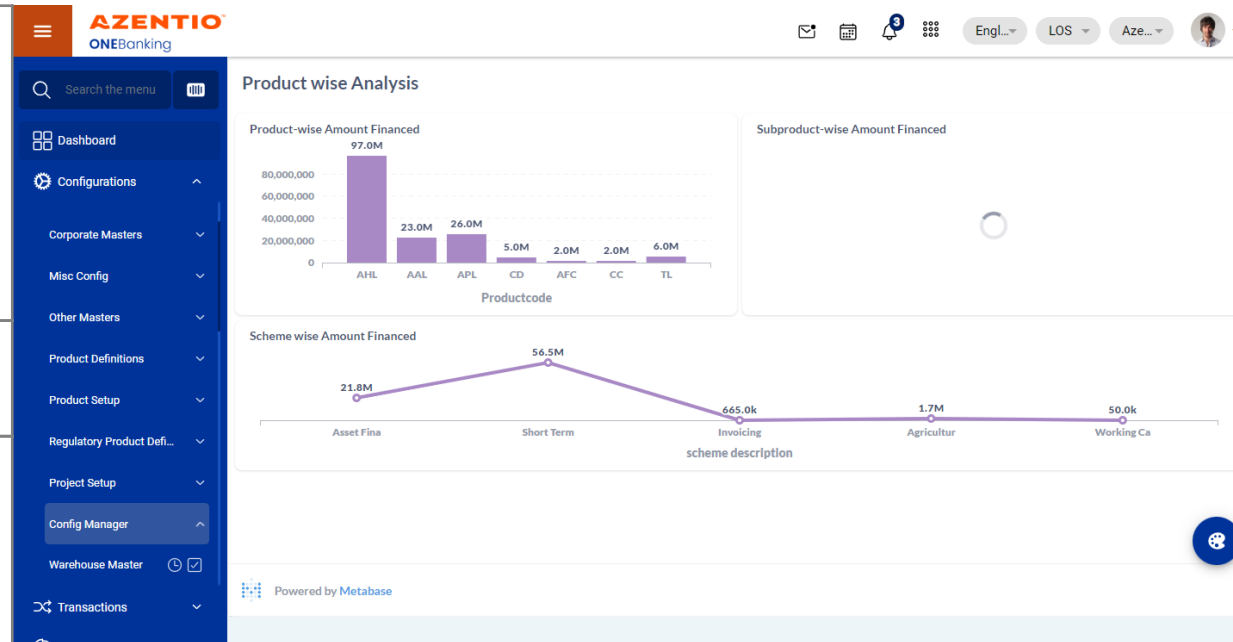 AZENTIO
ONEBanking
3
Engl...
LOS
Aze...
Search the menu
Dashboard
Configurations
Corporate Masters
Misc Config
Other Masters
Product Definitions
Product Setup
Regulatory Product Defi...
Project Setup
Config Manager
Warehouse Master
Transactions
Product wise Analysis
Product-wise Amount Financed
97.0M
80,000,000
60,000,000
40,000,000
20,000,000
0
23.0M
26.0M
5.0M
2.0M
2.0M
6.0M
AHL
AAL
APL
CD
AFC
CC
TL
Productcode
Subproduct-wise Amount Financed
Scheme wise Amount Financed
21.8M
56.5M
665.0k
1.7M
50.0k
Asset Fina
Short Term
Invoicing
Agricultur
Working Ca
scheme description
Powered by Metabase